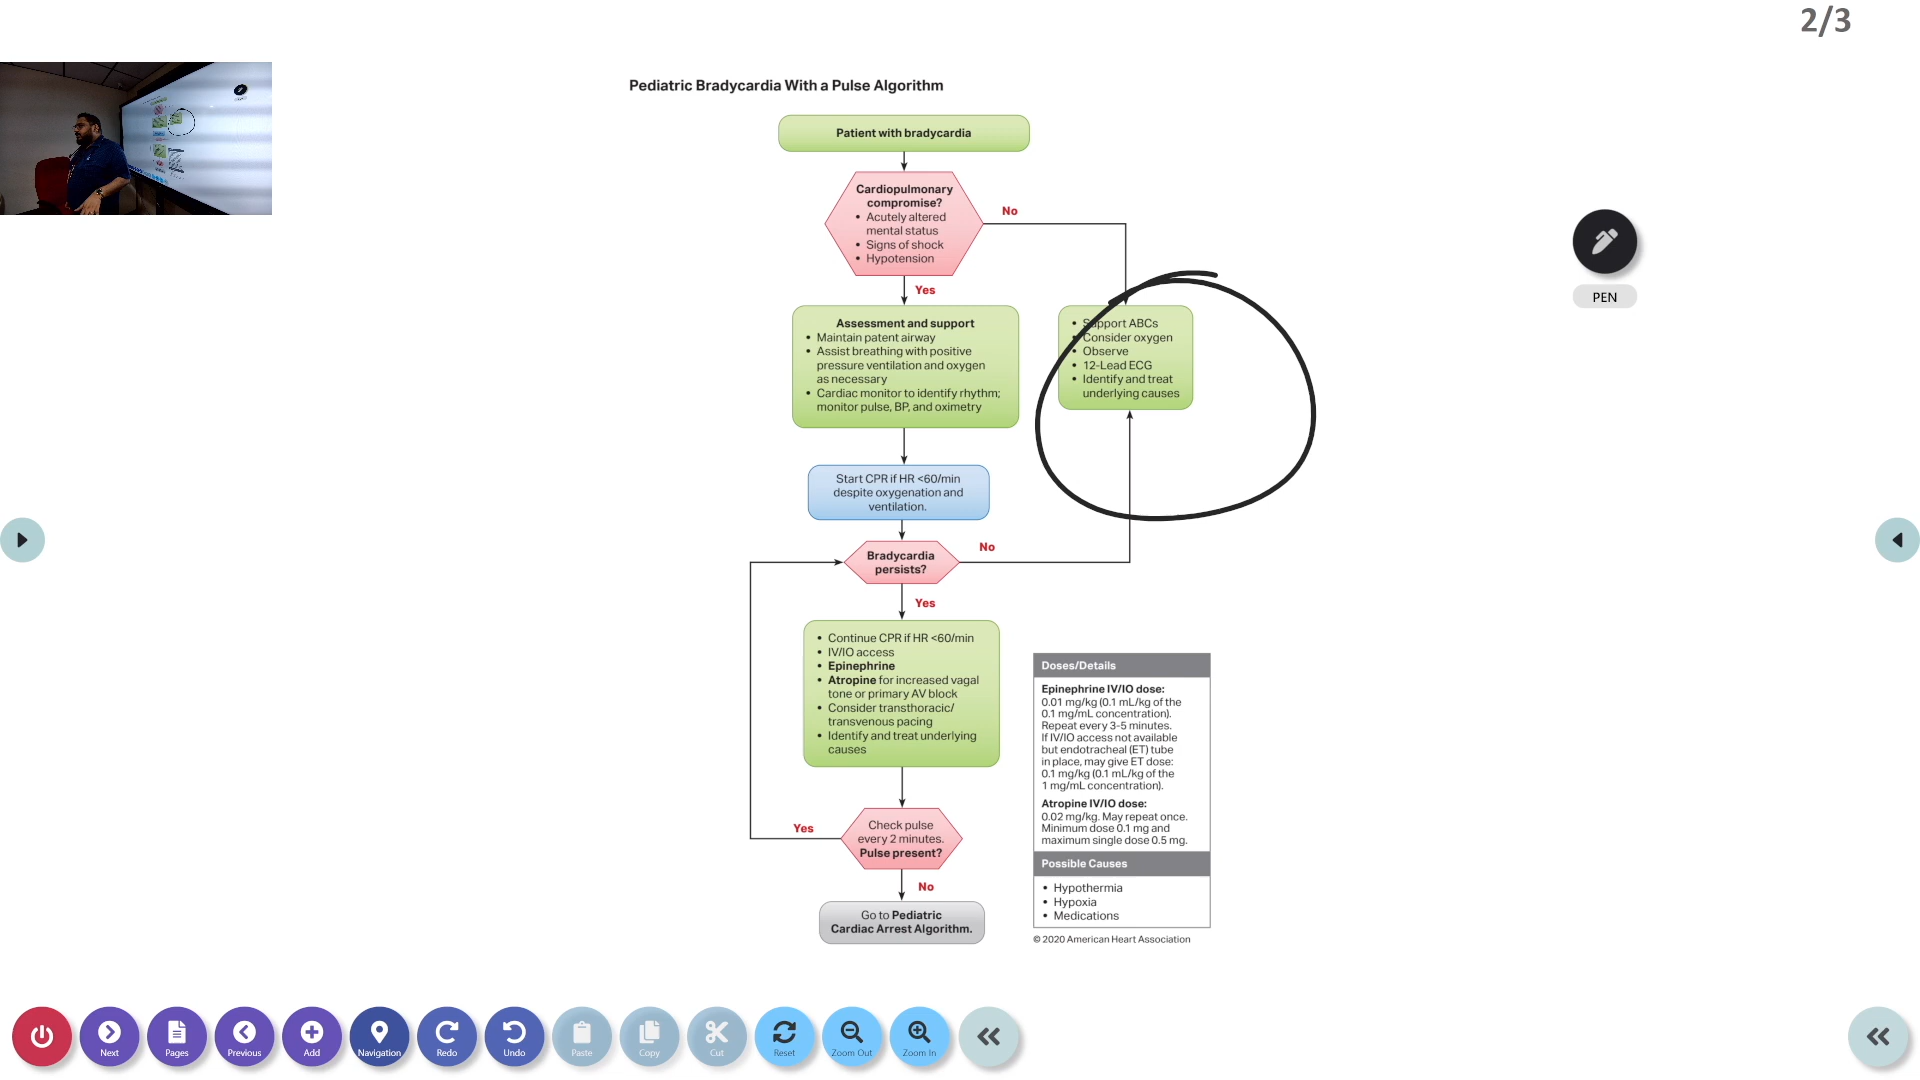 2/3
Pediatric Bradycardia With a Pulse Algorithm
Patient with bradycardia
Cardiopulmonary
compromise?
• Acutely altered
mental status
• Signs of shock
• Hypotension
No
Yes
Assessment and support
• Maintain patent airway
• Assist breathing with positive
pressure ventilation and oxygen
as necessary
• Cardiac monitor to identify rhythm;
monitor pulse, BP, and oximetry
• Support ABCs
• Consider oxygen
• Observe
• 12-Lead ECG
• Identify and treat
underlying causes
PEN
Start CPR if HR <60/min
despite oxygenation and
ventilation.
Bradycardia
persists?
No
Yes
• Continue CPR if HR <60/min
• IV/IO access
• Epinephrine
• Atropine for increased vagal
tone or primary AV block
• Consider transthoracic/
transvenous pacing
• Identify and treat underlying
causes
Check pulse
every 2 minutes.
Pulse present?
Yes
No
Go to Pediatric
Cardiac Arrest Algorithm.
Doses/Details
Epinephrine IV/IO dose:
0.01 mg/kg (0.1 mL/kg of the
0.1 mg/mL concentration).
Repeat every 3-5 minutes.
If IV/IO access not available
but endotracheal (ET) tube
in place, may give ET dose:
0.1 mg/kg (0.1 mL/kg of the
1 mg/mL concentration).
Atropine IV/IO dose:
0.02 mg/kg. May repeat once.
Minimum dose 0.1 mg and
maximum single dose 0.5 mg.
Possible Causes
• Hypothermia
• Hypoxia
• Medications
© 2020 American Heart Association
Next
Pages
Previous
Add
Navigation
Redo
Undo
Paste
Copy
Cut
Reset
Zoom Out
Zoom In